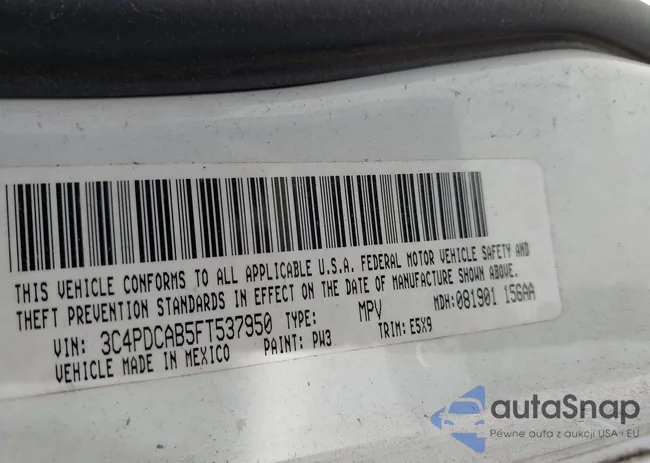 THIS VEHICLE CONFORMS TO ALL APPLICABLE U.S.A. FEDERAL MOTOR VEHICLE SAFETY AND
THEFT PREVENTION STANDARDS IN EFFECT ON THE DATE OF MANUFACTURE SHOWN ABOVE.
VIN: 3C4PDCAB5FT537950 TYPE: MPV MDH:081901 156AA
VEHICLE MADE IN MEXICO PAINT: PW3 TRIM: E5X9
autaSnap
Pewne auta z aukcji USA i EU